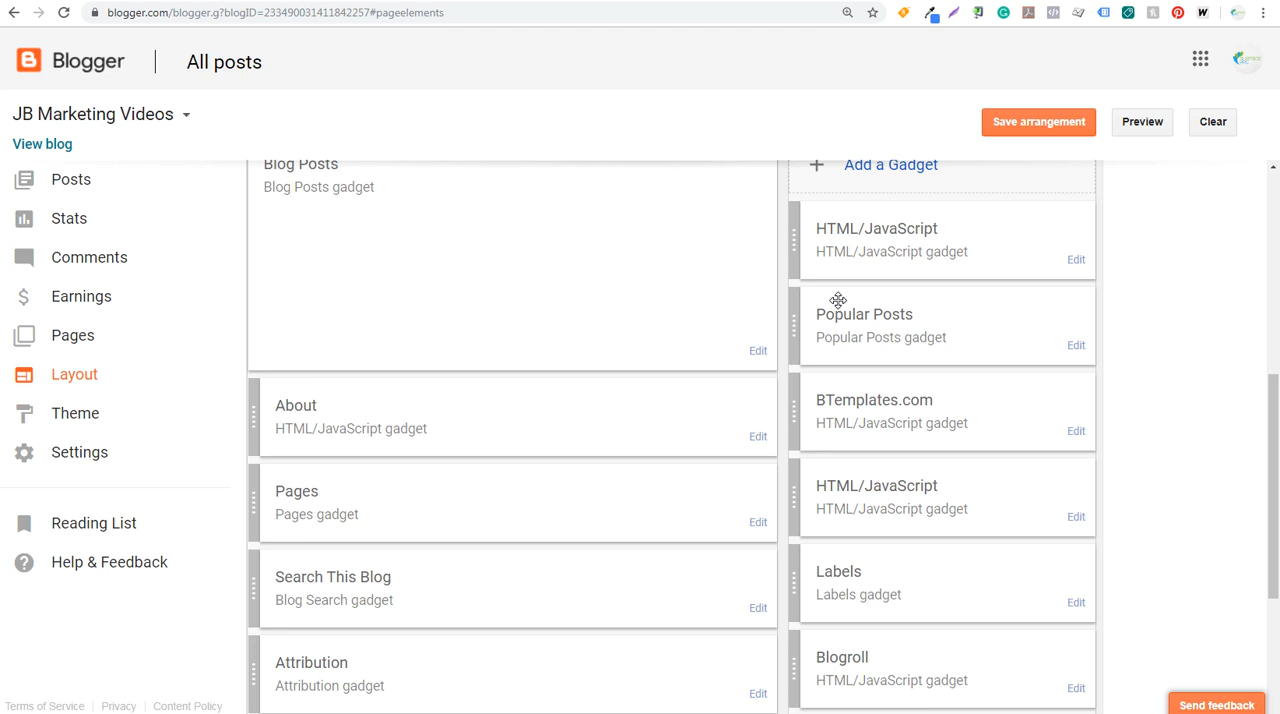 blogger.com/blogger.g?blogID=233490031411842257#pageelements
Blogger
All posts
JB Marketing Videos
View blog
Save arrangement
Preview
Clear
Posts
Stats
Comments
Earnings
Pages
Layout
Theme
Settings
Reading List
Help & Feedback
Terms of Service
Privacy
Content Policy
Blog Posts
Blog Posts gadget
Edit
About
HTML/JavaScript gadget
Edit
Pages
Pages gadget
Edit
Search This Blog
Blog Search gadget
Edit
Attribution
Attribution gadget
Edit
Add a Gadget
HTML/JavaScript
HTML/JavaScript gadget
Edit
Popular Posts
Popular Posts gadget
Edit
BTemplates.com
HTML/JavaScript gadget
Edit
HTML/JavaScript
HTML/JavaScript gadget
Edit
Labels
Labels gadget
Edit
Blogroll
HTML/JavaScript gadget
Edit
Send feedback